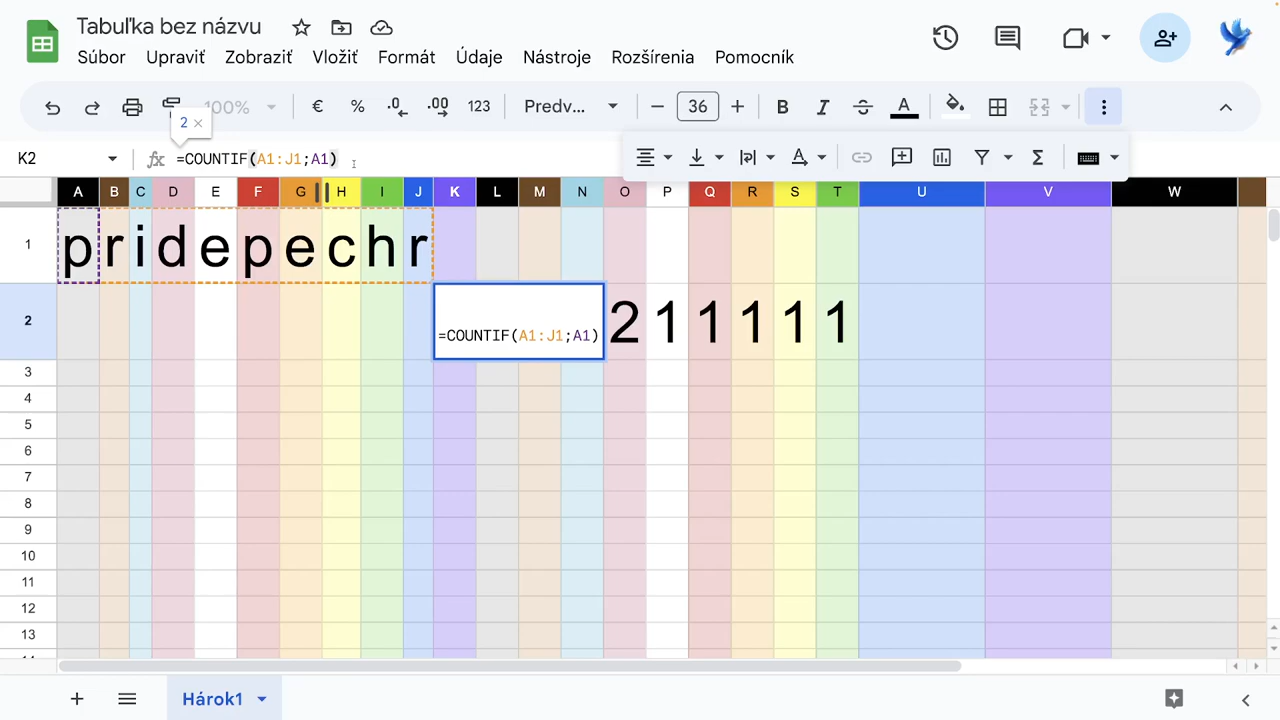 Tabuľka bez názvu
Súbor Upraviť Zobraziť Vložiť Formát Údaje Nástroje Rozšírenia Pomocník
100% € % .0 .00 123 Predv... 36 B I A
2 ×
K2 fx =COUNTIF(A1:J1;A1) A Σ
A B C D E F G H I J K L M N O P Q R S T U V W
1 p r i d e p e c h r
2 =COUNTIF(A1:J1;A1) 2 1 1 1 1 1
3
4
5
6
7
8
9
10
11
12
13
Hárok1